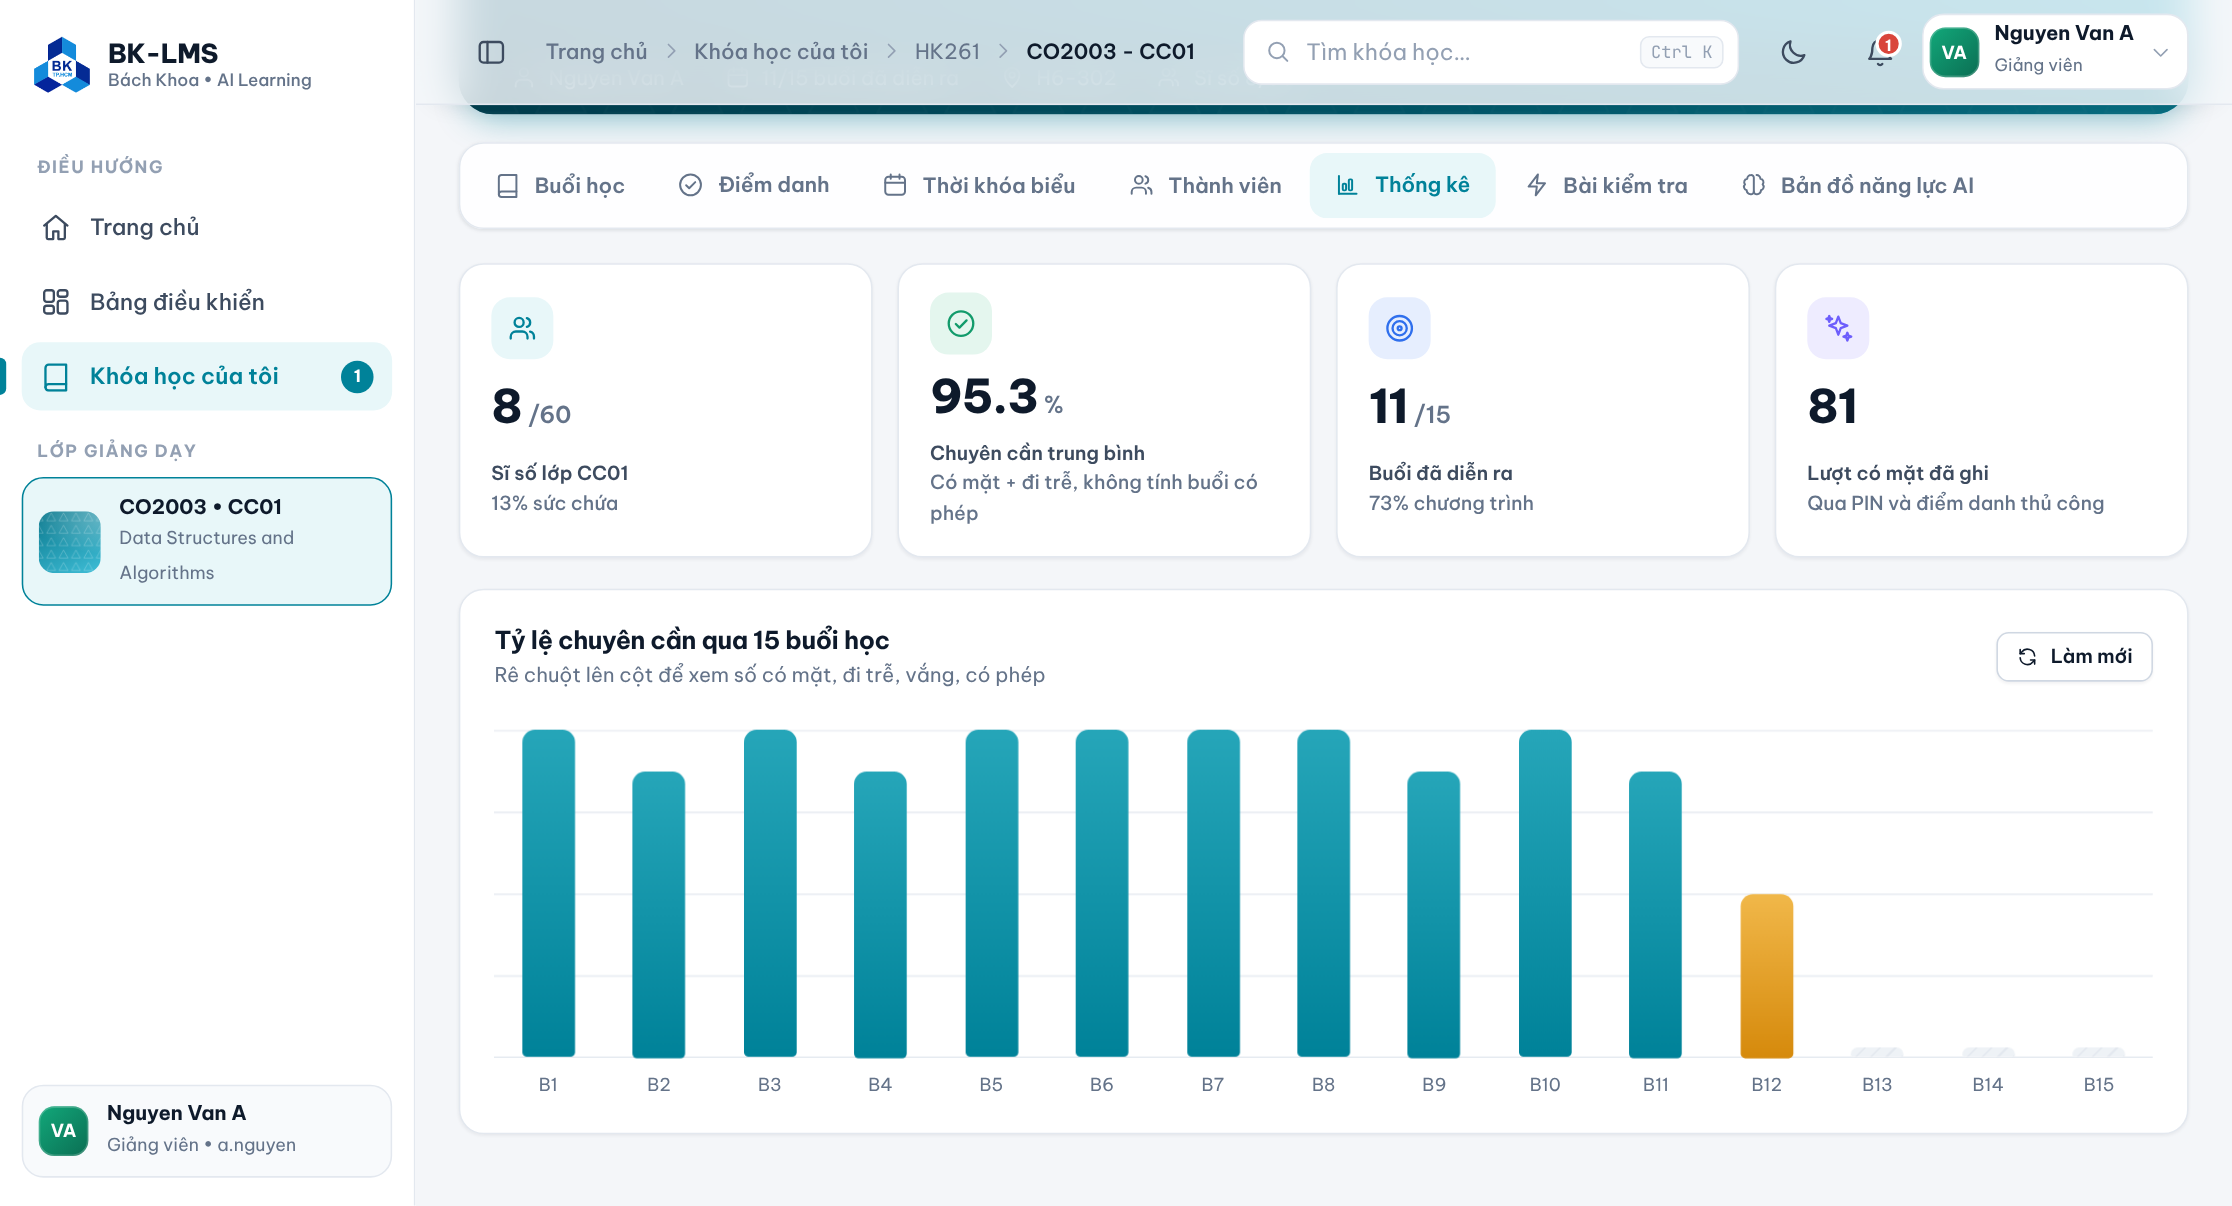 BK-LMS
Bách Khoa • AI Learning
BK
TP.HCM
ĐIỀU HƯỚNG
Trang chủ
Bảng điều khiển
Khóa học của tôi
1
LỚP GIẢNG DẠY
CO2003 • CC01
Data Structures and
Algorithms
VA
Nguyen Van A
Giảng viên • a.nguyen
Trang chủ > Khóa học của tôi > HK261 > CO2003 - CC01
Tìm khóa học...
Ctrl K
1
VA
Nguyen Van A
Giảng viên
Buổi học
Điểm danh
Thời khóa biểu
Thành viên
Thống kê
Bài kiểm tra
Bản đồ năng lực AI
8 /60
Sĩ số lớp CC01
13% sức chứa
95.3 %
Chuyên cần trung bình
Có mặt + đi trễ, không tính buổi có
phép
11 /15
Buổi đã diễn ra
73% chương trình
81
Lượt có mặt đã ghi
Qua PIN và điểm danh thủ công
Tỷ lệ chuyên cần qua 15 buổi học
Rê chuột lên cột để xem số có mặt, đi trễ, vắng, có phép
Làm mới
B1
B2
B3
B4
B5
B6
B7
B8
B9
B10
B11
B12
B13
B14
B15